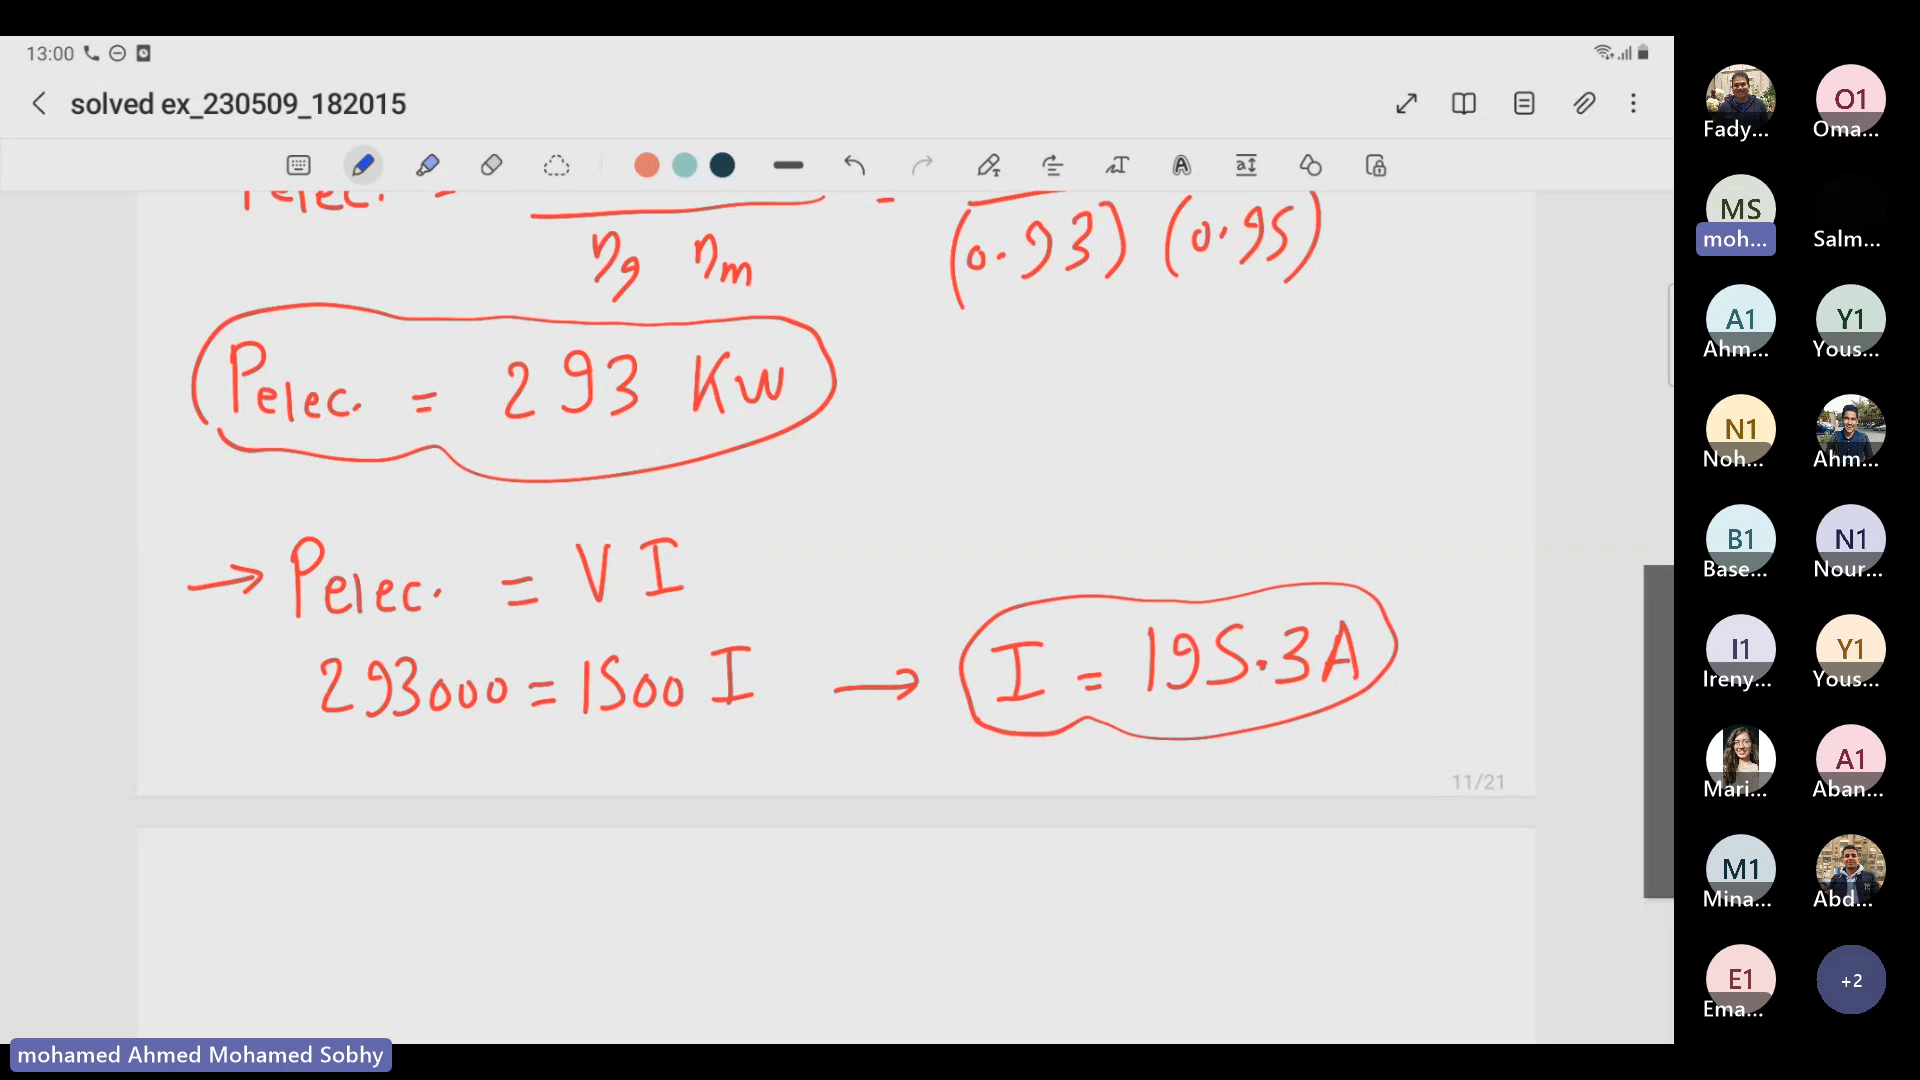 13:00
solved ex_230509_182015
Pelec. =
ηg ηm
= (0.93) (0.95)
Pelec. = 293 Kw
→ Pelec. = V I
293000 = 1500 I → I = 195.3A
11/21
mohamed Ahmed Mohamed Sobhy
Fady...
O1
Oma...
MS
moh...
Salm...
A1
Ahm...
Y1
Yous...
N1
Noh...
Ahm...
B1
Base...
N1
Nour...
I1
Ireny...
Y1
Yous...
Mari...
A1
Aban...
M1
Mina...
Abd...
E1
Ema...
+2